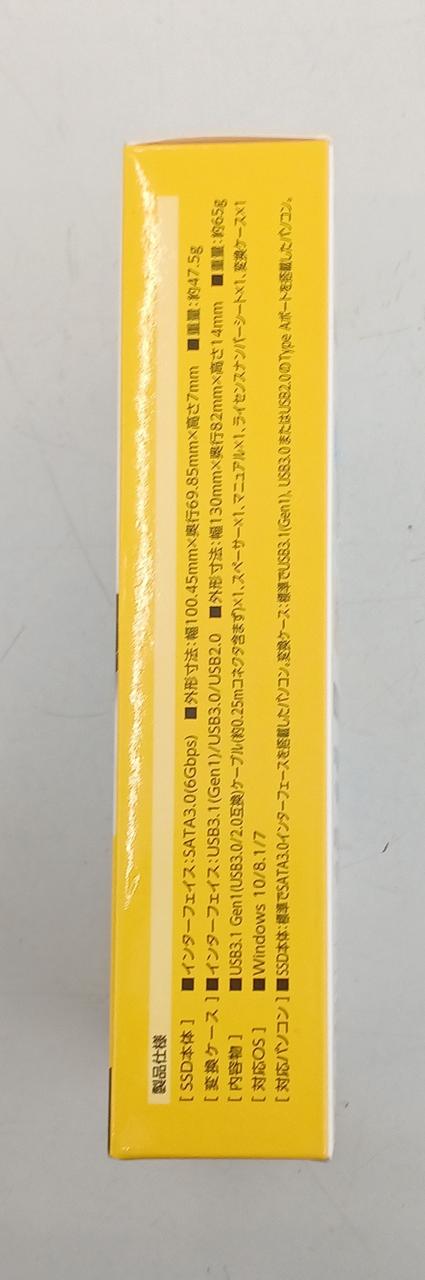 製品仕様
[ SSD本体 ] ■インターフェイス:SATA3.0(6Gbps) ■外形寸法:幅100.45mm×奥行69.85mm×高さ7mm ■重量:約47.5g
[ 変換ケース ] ■インターフェイス:USB3.1(Gen1)/USB3.0/USB2.0 ■外形寸法:幅130mm×奥行82mm×高さ14mm ■重量:約65g
[ 内容物 ] ■USB3.1 Gen1(USB3.0/2.0互換)ケーブル(約0.25mコネクタ含まず)×1、スペーサー×1、マニュアル×1、ライセンスナンバーシート×1、変換ケース×1
[ 対応OS ] ■Windows 10/8.1/7
[ 対応パソコン ] ■SSD本体:標準でSATA3.0インターフェースを搭載したパソコン。変換ケース:標準でUSB3.1(Gen1), USB3.0またはUSB2.0のType Aポートを搭載したパソコン。